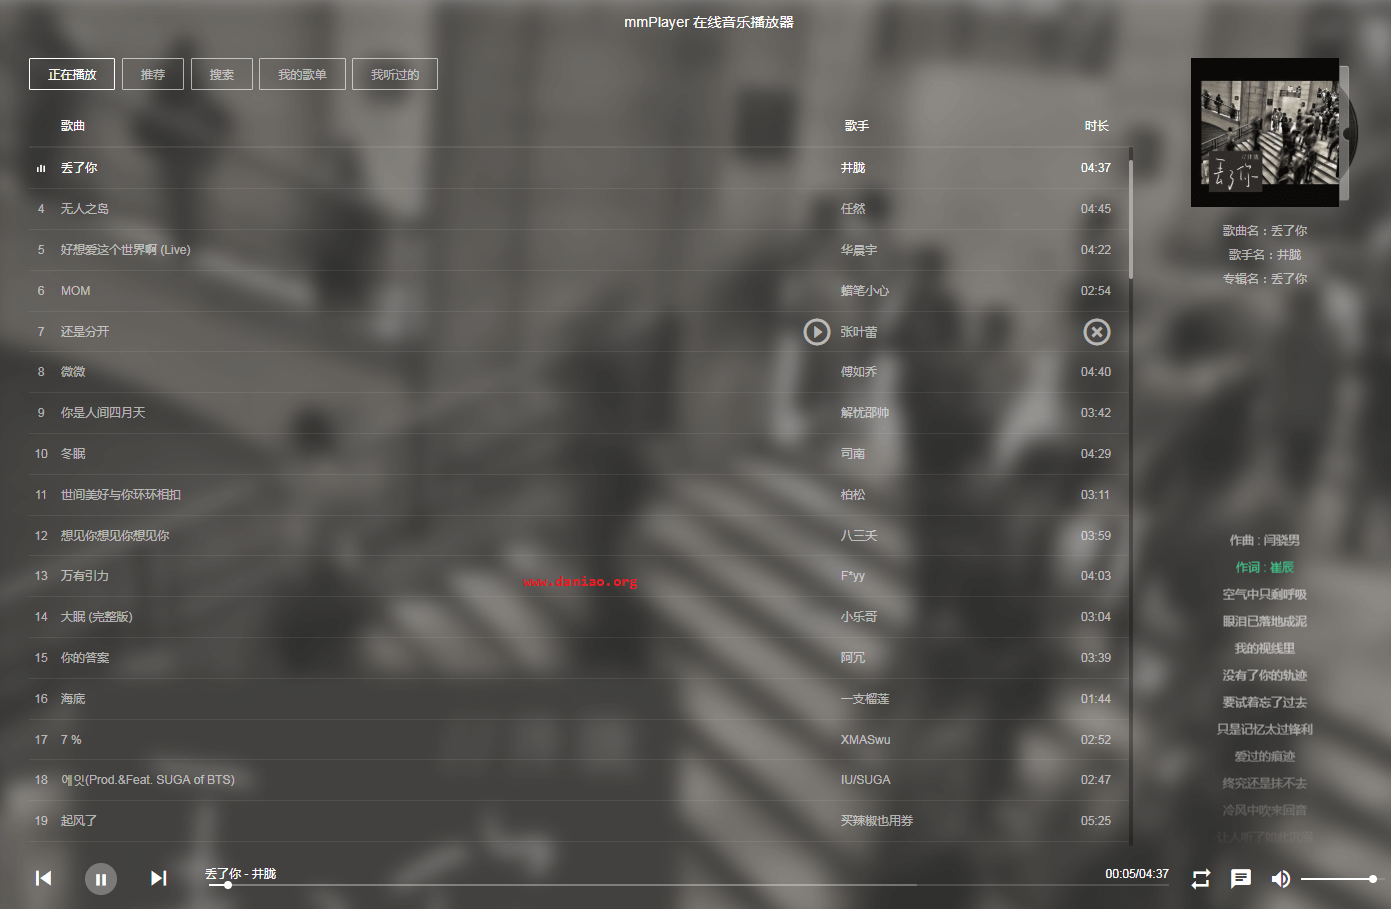 mmPlayer 在线音乐播放器
正在播放 推荐 搜索 我的歌单 我听过的
歌曲 歌手 时长
丢了你 井胧 04:37
4 无人之岛 任然 04:45
5 好想爱这个世界啊 (Live) 华晨宇 04:22
6 MOM 蜡笔小心 02:54
7 还是分开 张叶蕾
8 微微 傅如乔 04:40
9 你是人间四月天 解忧邵帅 03:42
10 冬眠 司南 04:29
11 世间美好与你环环相扣 柏松 03:11
12 想见你想见你想见你 八三夭 03:59
13 万有引力 F*yy 04:03
14 大眠 (完整版) 小乐哥 03:04
15 你的答案 阿冗 03:39
16 海底 一支榴莲 01:44
17 7 % XMASwu 02:52
18 에잇(Prod.&Feat. SUGA of BTS) IU/SUGA 02:47
19 起风了 买辣椒也用券 05:25
www.daniao.org
丢了你
歌曲名：丢了你
歌手名：井胧
专辑名：丢了你
作曲 : 闫骁男
作词 : 崔辰
空气中只剩呼吸
眼泪已落地成泥
我的视线里
没有了你的轨迹
要试着忘了过去
只是记忆太过锋利
爱过的痕迹
终究还是抹不去
冷风中吹来回音
丢了你 - 井胧 00:05/04:37